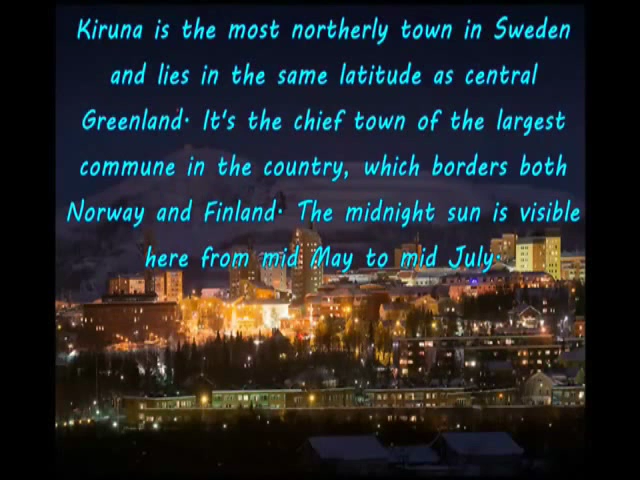 Kiruna is the most northerly town in Sweden
and lies in the same latitude as central
Greenland. It's the chief town of the largest
commune in the country, which borders both
Norway and Finland. The midnight sun is visible
here from mid May to mid July.